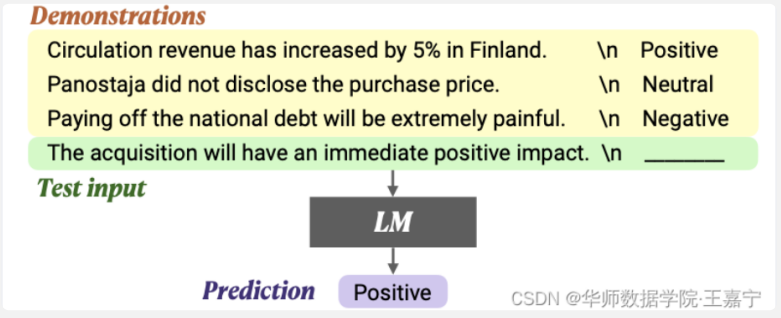 Demonstrations
Circulation revenue has increased by 5% in Finland. \n Positive
Panostaja did not disclose the purchase price. \n Neutral
Paying off the national debt will be extremely painful. \n Negative
The acquisition will have an immediate positive impact. \n ________
Test input
LM
Prediction Positive
CSDN @华师数据学院·王嘉宁